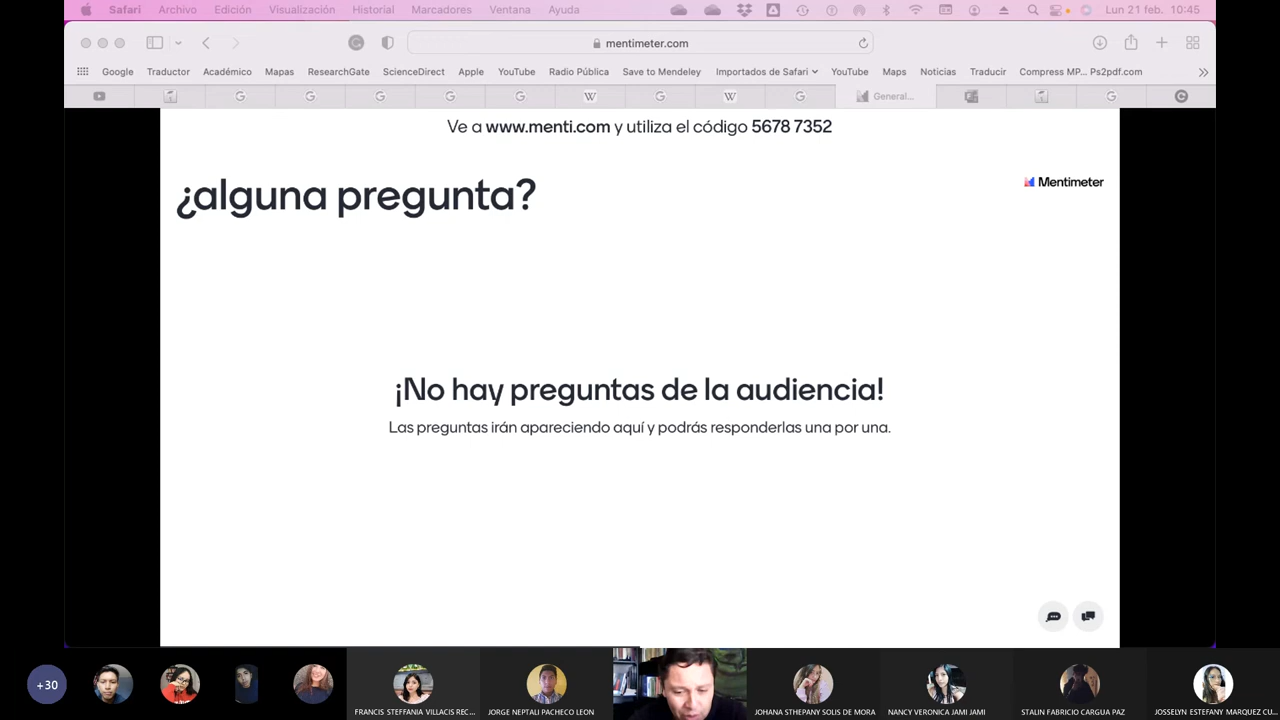 Safari Archivo Edición Visualización Historial Marcadores Ventana Ayuda Lun 21 feb. 10:45
mentimeter.com
Google Traductor Académico Mapas ResearchGate ScienceDirect Apple YouTube Radio Pública Save to Mendeley Importados de Safari YouTube Maps Noticias Traducir Compress MP... Ps2pdf.com
General...
Ve a www.menti.com y utiliza el código 5678 7352
¿alguna pregunta?
Mentimeter
¡No hay preguntas de la audiencia!
Las preguntas irán apareciendo aquí y podrás responderlas una por una.
+30
FRANCIS STEFFANIA VILLACIS REC...
JORGE NEPTALI PACHECO LEON
JOHANA STHEPANY SOLIS DE MORA
NANCY VERONICA JAMI JAMI
STALIN FABRICIO CARGUA PAZ
JOSSELYN ESTEFANY MARQUEZ CU...